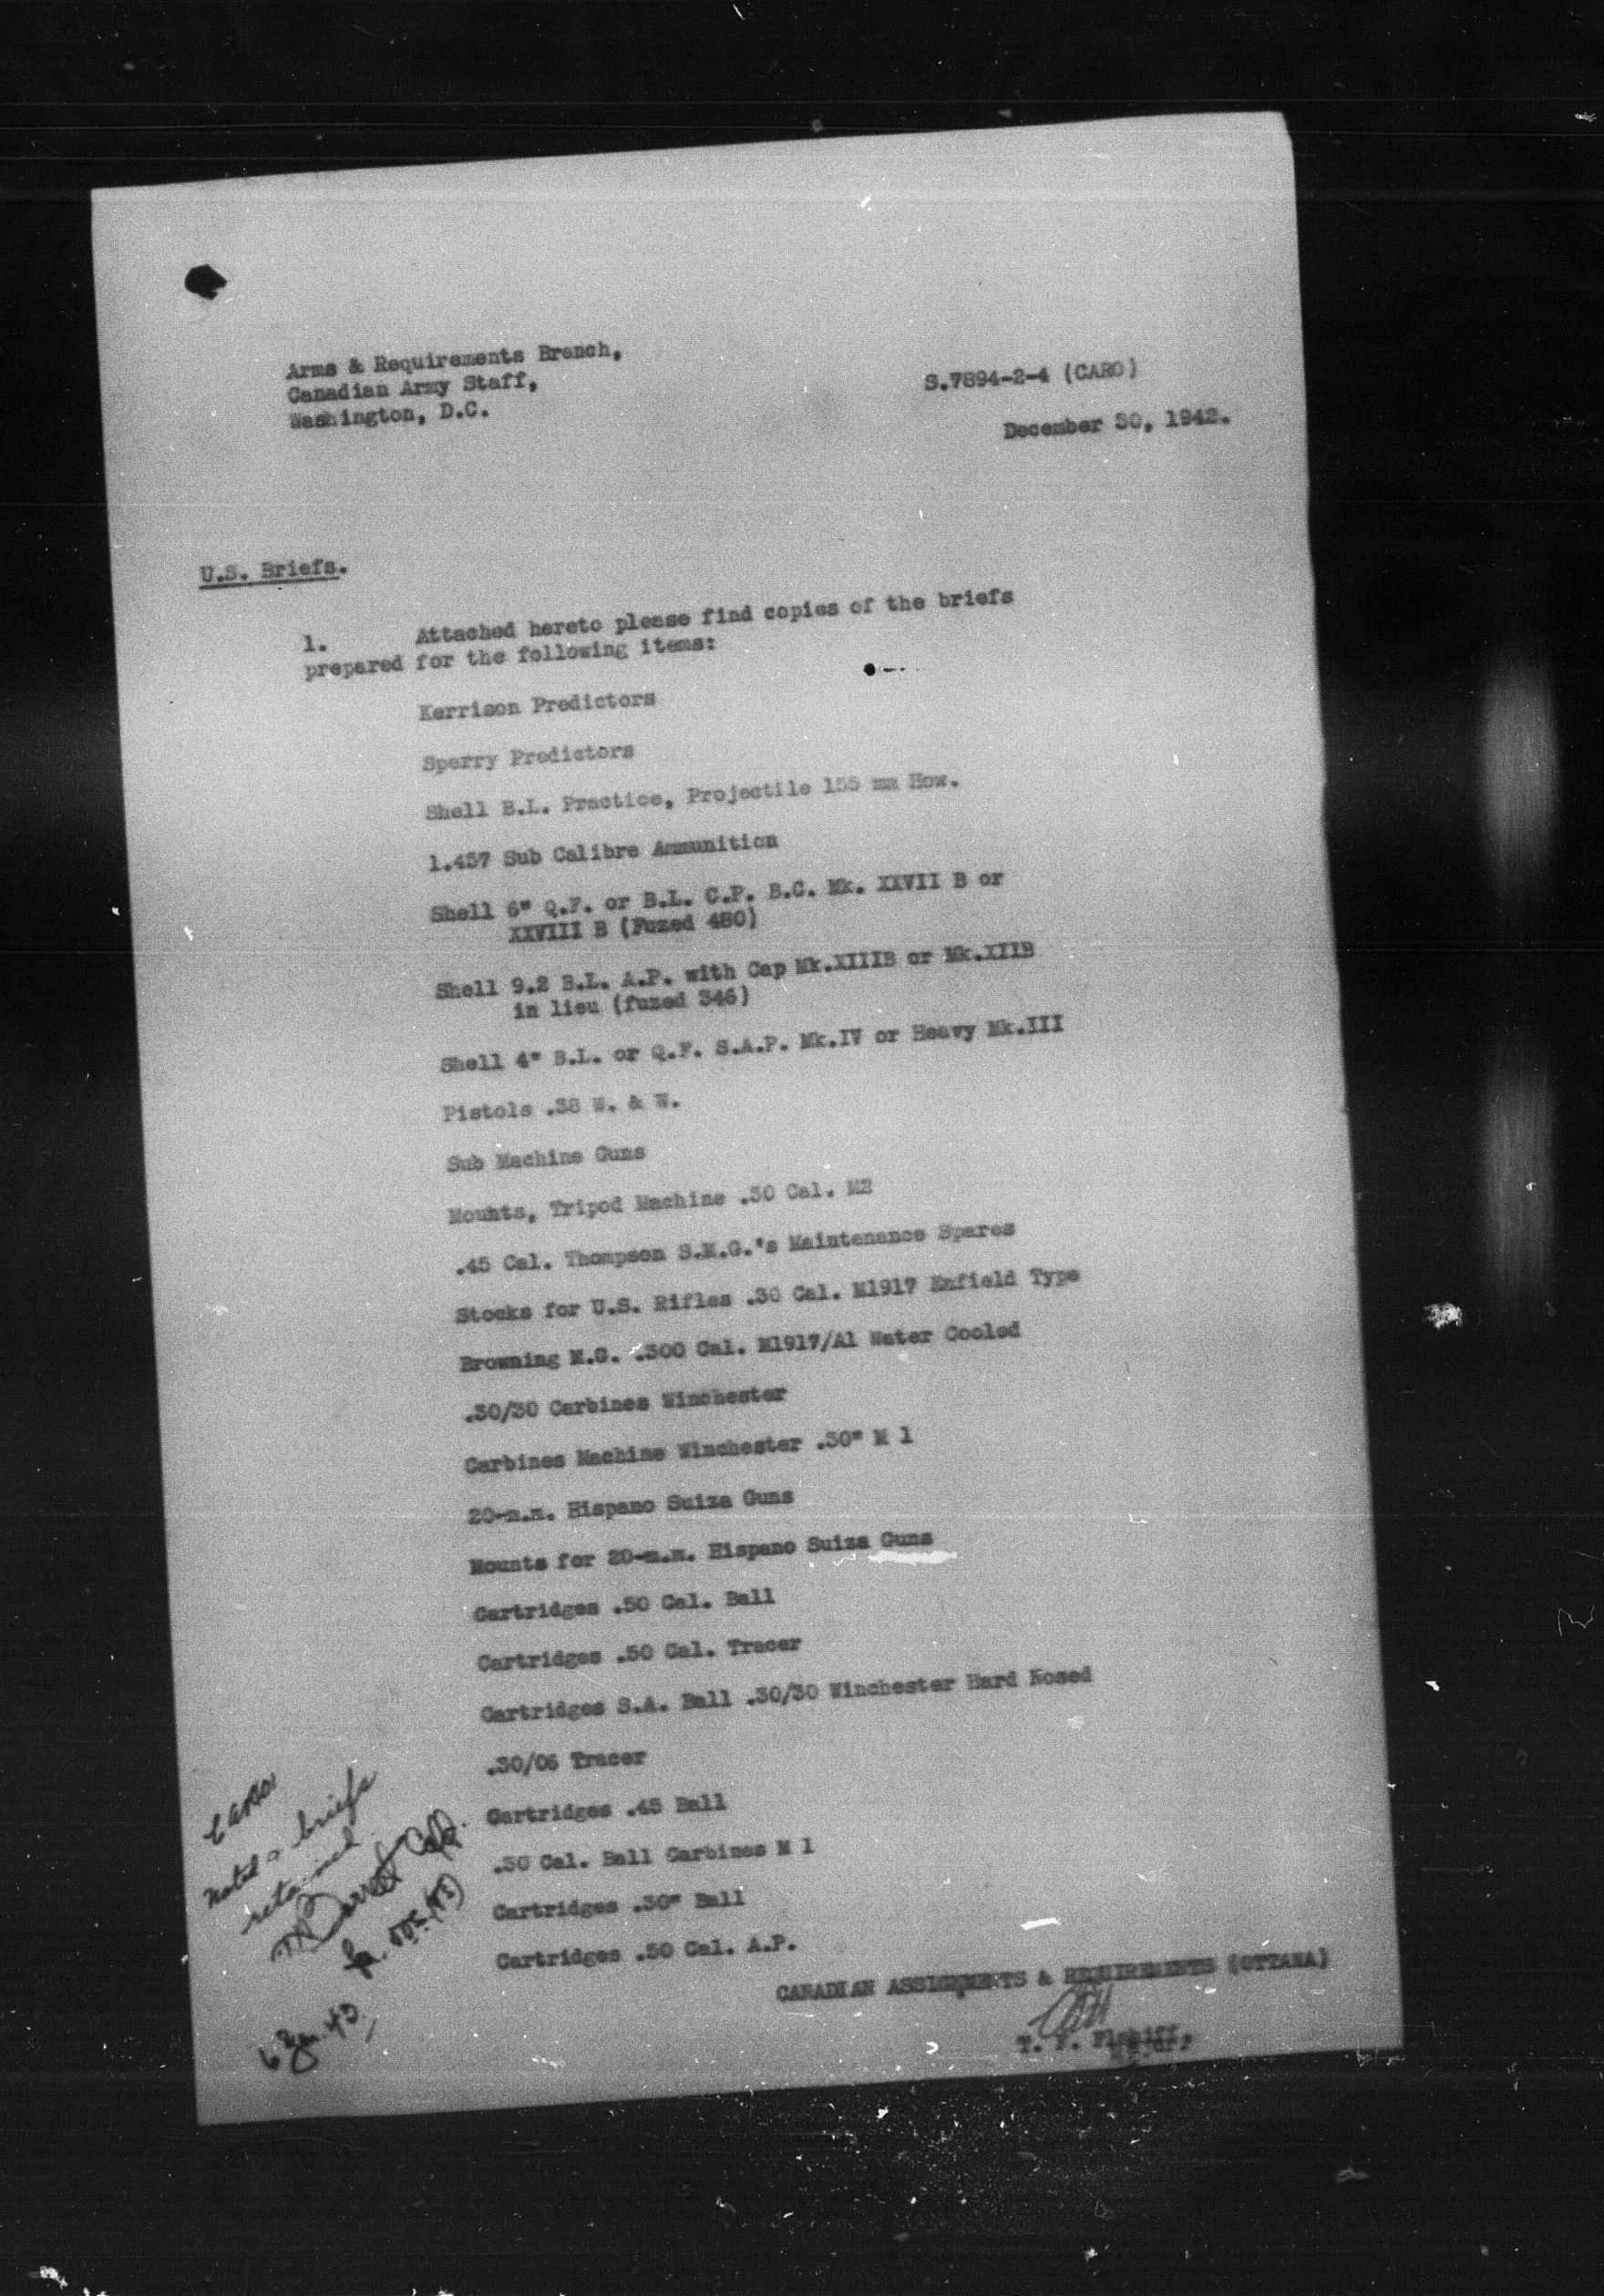 Arms & Requirements Branch,
Canadian Army Staff,
Washington, D.C.
S.7894-2-4 (CARO)
December 30, 1942.
U.S. Briefs.
1. Attached hereto please find copies of the briefs
prepared for the following items:
Kerrison Predictors
Sperry Predictors
Shell B.L. Practice, Projectile 155 mm How.
1.457 Sub Calibre Ammunition
Shell 6" Q.F. or B.L. C.P. B.C. Mk. XXVII B or
XXVIII B (Fuzed 480)
Shell 9.2 B.L. A.P. with Cap Mk.XIIIB or Mk.XIIB
in lieu (fuzed 346)
Shell 4" B.L. or Q.F. S.A.P. Mk.IV or Heavy Mk.III
Pistols .38 W. & W.
Sub Machine Guns
Mounts, Tripod Machine .30 Cal. M2
.45 Cal. Thompson S.M.G.'s Maintenance Spares
Stocks for U.S. Rifles .30 Cal. M1917 Enfield Type
Browning M.G. .300 Cal. M1917/A1 Water Cooled
.30/30 Carbines Winchester
Carbines Machine Winchester .30" M 1
20-m.m. Hispano Suiza Guns
Mounts for 20-m.m. Hispano Suiza Guns
Cartridges .50 Cal. Ball
Cartridges .50 Cal. Tracer
Cartridges S.A. Ball .30/30 Winchester Hard Nosed
.30/06 Tracer
Cartridges .45 Ball
.30 Cal. Ball Carbines M 1
Cartridges .30" Ball
Cartridges .50 Cal. A.P.
CANADIAN ASSIGNMENTS & REQUIREMENTS (OTTAWA)
T. F. Flahiff,
Major.
Noted & briefs
retained.
6 Jan 43